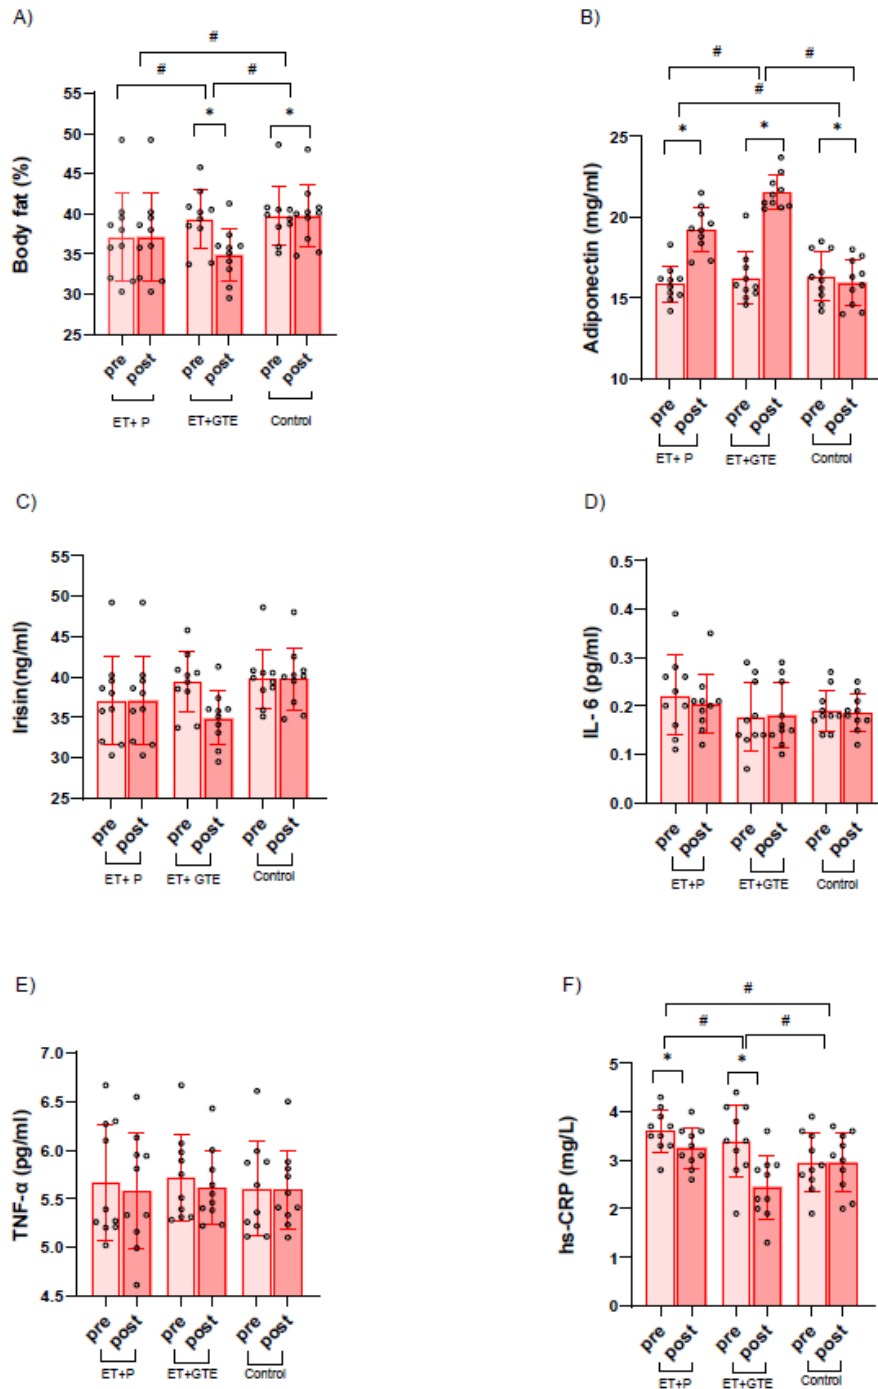 A)
#
#
#
*
*
Body fat (%)
55
50
45
40
35
30
25
pre
post
pre
post
pre
post
ET+ P
ET+GTE
Control
B)
#
#
#
*
*
*
Adiponectin (mg/ml)
25
20
15
10
pre
post
pre
post
pre
post
ET+ P
ET+GTE
Control
C)
Irisin(ng/ml)
55
50
45
40
35
30
25
pre
post
pre
post
pre
post
ET+ P
ET+ GTE
Control
D)
IL- 6 (pg/ml)
0.5
0.4
0.3
0.2
0.1
0.0
pre
post
pre
post
pre
post
ET+P
ET+GTE
Control
E)
TNF-α (pg/ml)
7.0
6.5
6.0
5.5
5.0
4.5
pre
post
pre
post
pre
post
ET+P
ET+GTE
Control
F)
#
#
#
*
*
hs-CRP (mg/L)
5
4
3
2
1
0
pre
post
pre
post
pre
post
ET+P
ET+GTE
Control